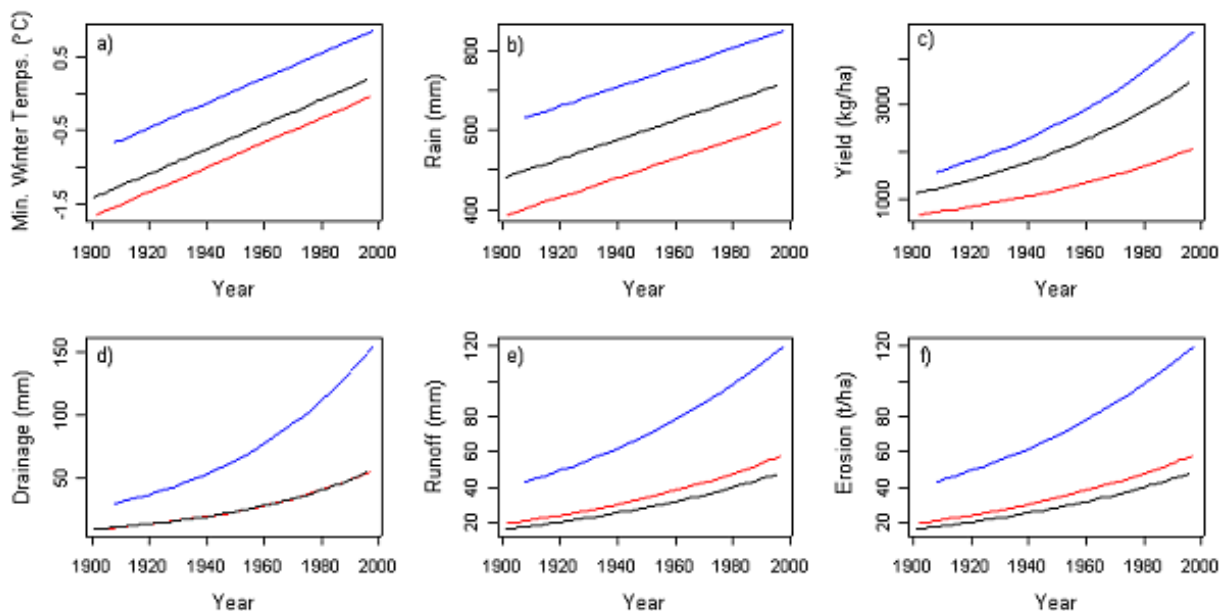 a)
Min. Winter Temps. (°C)
0.5
-0.5
-1.5
1900 1920 1940 1960 1980 2000
Year
b)
Rain (mm)
800
600
400
1900 1920 1940 1960 1980 2000
Year
c)
Yield (kg/ha)
3000
1000
1900 1920 1940 1960 1980 2000
Year
d)
Drainage (mm)
150
100
50
1900 1920 1940 1960 1980 2000
Year
e)
Runoff (mm)
120
80
60
40
20
1900 1920 1940 1960 1980 2000
Year
f)
Erosion (t/ha)
120
80
60
40
20
1900 1920 1940 1960 1980 2000
Year